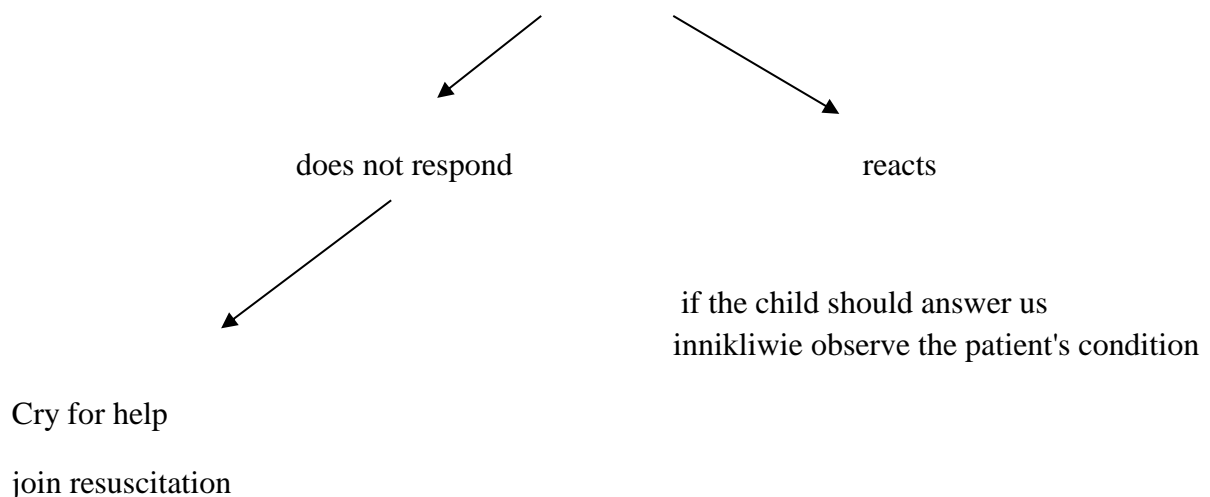 does not respond
reacts
if the child should answer us
innikliwie observe the patient's condition
Cry for help
join resuscitation